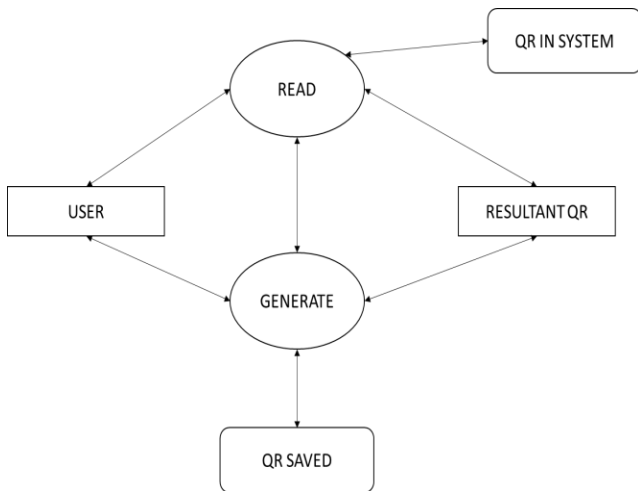 QR IN SYSTEM
READ
USER
RESULTANT QR
GENERATE
QR SAVED